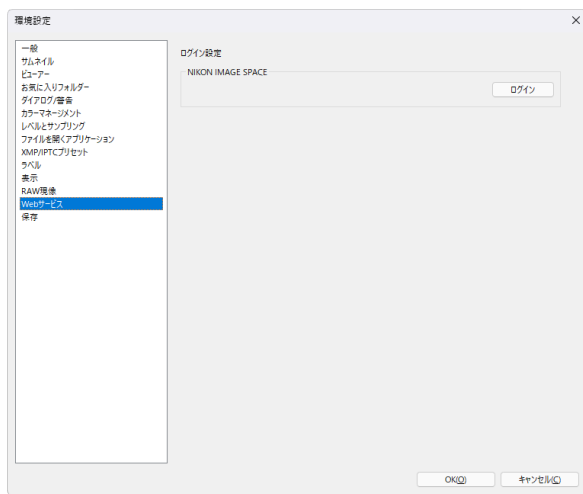 環境設定
一般
サムネイル
ビューアー
お気に入りフォルダー
ダイアログ/警告
カラーマネージメント
レベルとサンプリング
ファイルを開くアプリケーション
XMP/IPTCプリセット
ラベル
表示
RAW現像
Webサービス
保存
ログイン設定
NIKON IMAGE SPACE
ログイン
OK(O)
キャンセル(C)